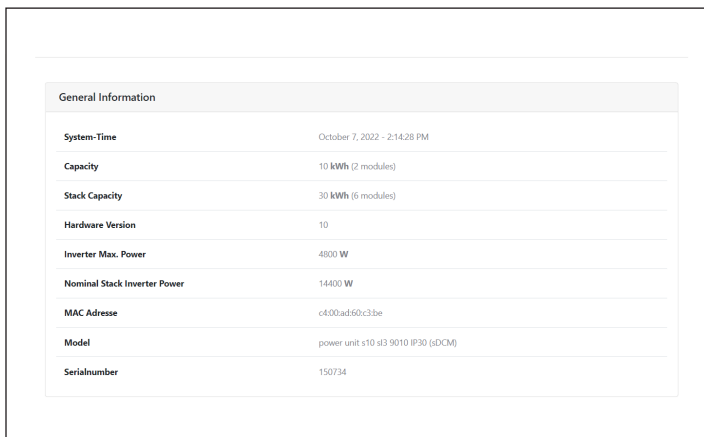 General Information
System-Time October 7, 2022 - 2:14:28 PM
Capacity 10 kWh (2 modules)
Stack Capacity 30 kWh (6 modules)
Hardware Version 10
Inverter Max. Power 4800 W
Nominal Stack Inverter Power 14400 W
MAC Adresse c4:00:ad:60:c3:be
Model power unit s10 sl3 9010 IP30 (sDCM)
Serialnumber 150734